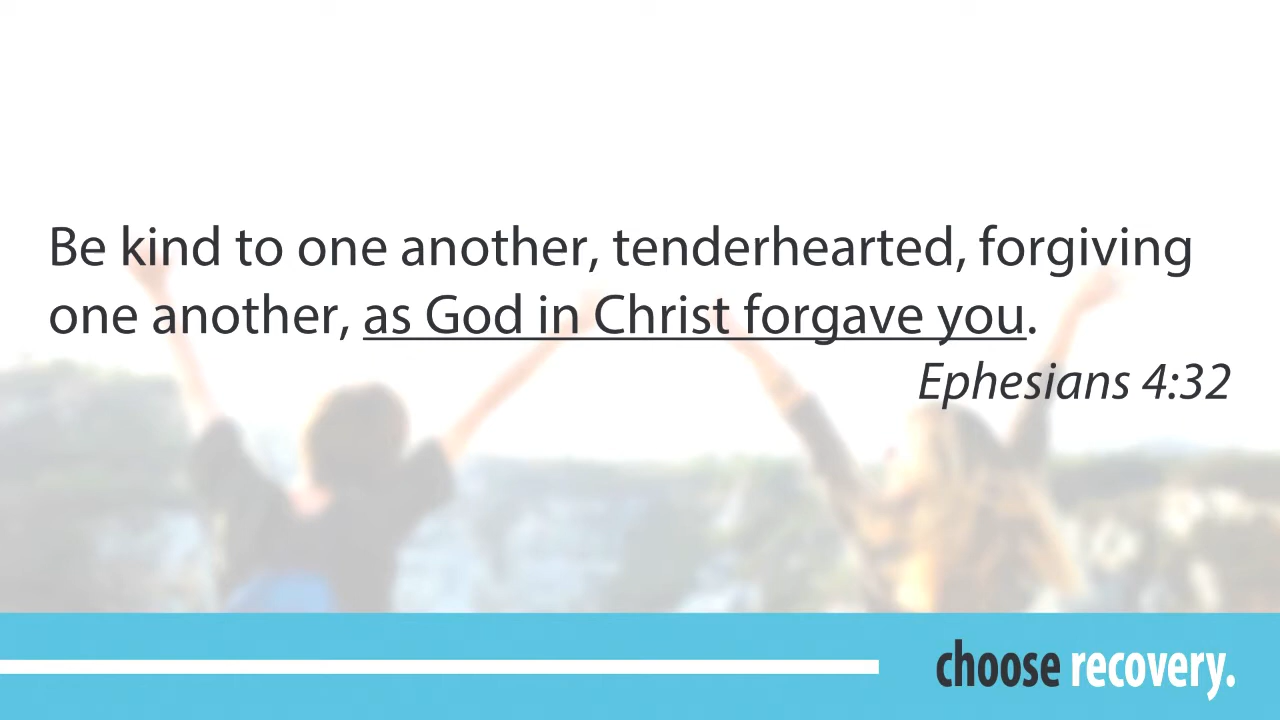 Be kind to one another, tenderhearted, forgiving
one another, as God in Christ forgave you.
Ephesians 4:32
choose recovery.